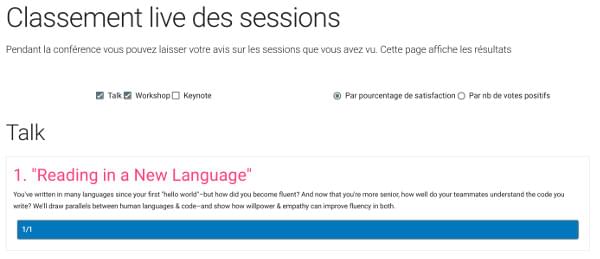 Classement live des sessions
Pendant la conférence vous pouvez laisser votre avis sur les sessions que vous avez vu. Cette page affiche les résultats
Talk Workshop Keynote Par pourcentage de satisfaction Par nb de votes positifs
Talk
1. "Reading in a New Language"
You've written in many languages since your first "hello world"–but how did you become fluent? And now that you're more senior, how well do your teammates understand the code you
write? We'll draw parallels between human languages & code–and show how willpower & empathy can improve fluency in both.
1/1